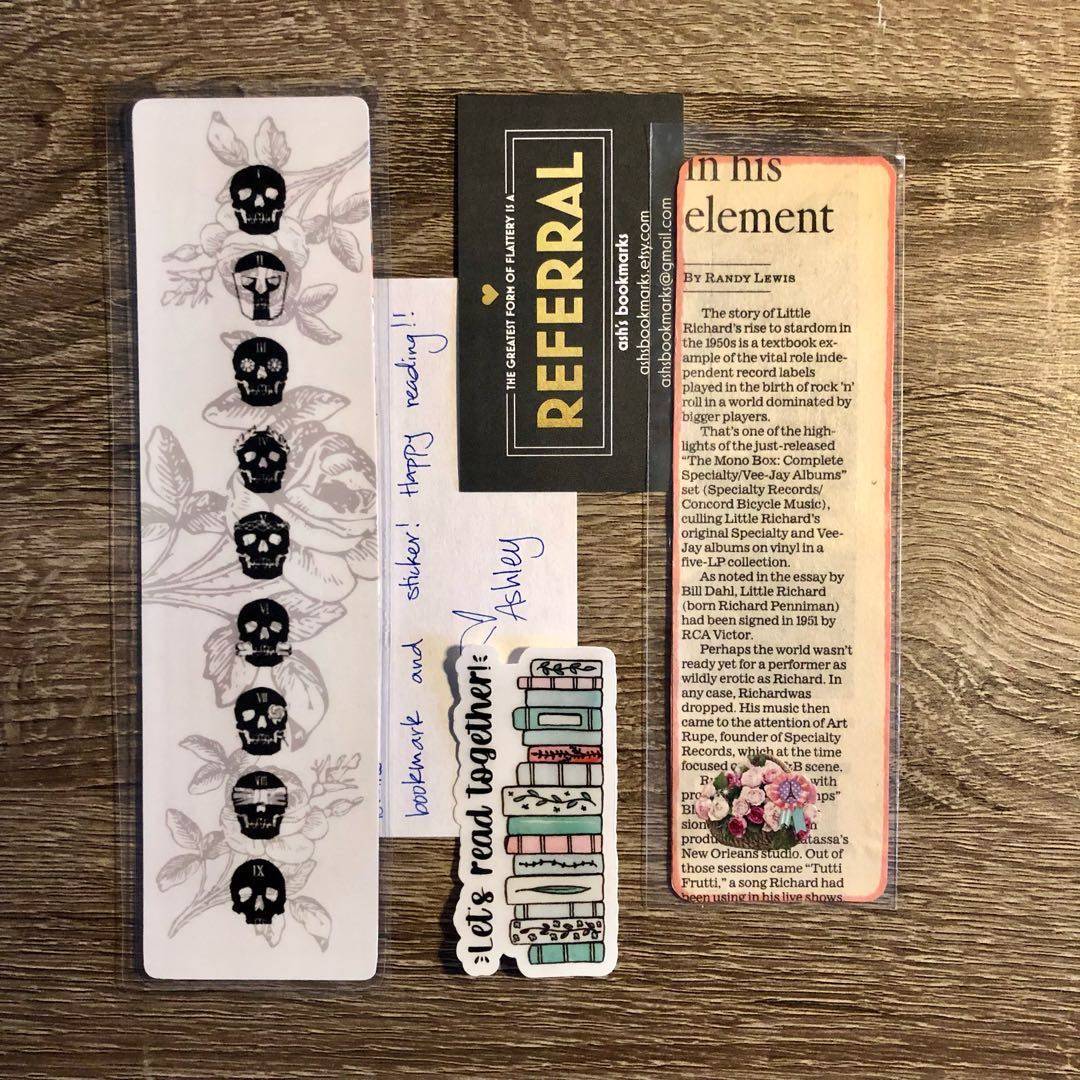 II
III
VI
VII
VIII
IX
bookmark and sticker! Happy reading!!
Ashley
THE GREATEST FORM OF FLATTERY IS A
REFERRAL
ash's bookmarks
ashsbookmarks.etsy.com
ashsbookmarks@gmail.com
Let's read together!
in his
element
BY RANDY LEWIS
The story of Little
Richard's rise to stardom in
the 1950s is a textbook ex-
ample of the vital role inde-
pendent record labels
played in the birth of rock 'n'
roll in a world dominated by
bigger players.
That's one of the high-
lights of the just-released
"The Mono Box: Complete
Specialty/Vee-Jay Albums"
set (Specialty Records/
Concord Bicycle Music),
culling Little Richard's
original Specialty and Vee-
Jay albums on vinyl in a
five-LP collection.
As noted in the essay by
Bill Dahl, Little Richard
(born Richard Penniman)
had been signed in 1951 by
RCA Victor.
Perhaps the world wasn't
ready yet for a performer as
wildly erotic as Richard. In
any case, Richardwas
dropped. His music then
came to the attention of Art
Rupe, founder of Specialty
Records, which at the time
focused scene.
with
New Orleans studio. Out of
those sessions came "Tutti
Frutti," a song Richard had
been using in his live shows